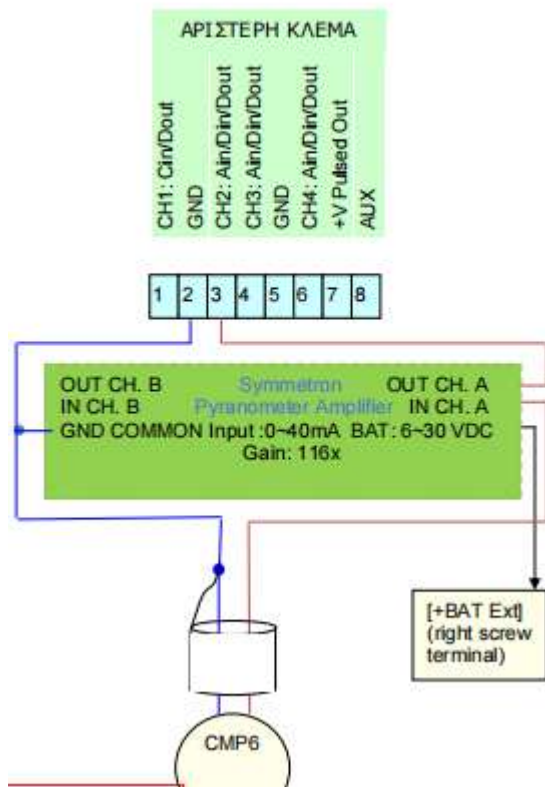 ΑΡΙΣΤΕΡΗ ΚΛΕΜΑ
CH1: Cin/Dout
GND
CH2: Ain/Din/Dout
CH3: Ain/Din/Dout
GND
CH4: Ain/Din/Dout
+V Pulsed Out
AUX
1 2 3 4 5 6 7 8
OUT CH. B Symmetron OUT CH. A
IN CH. B Pyranometer Amplifier IN CH. A
GND COMMON Input :0~40mA BAT: 6~30 VDC
Gain: 116x
[+BAT Ext]
(right screw
terminal)
CMP6